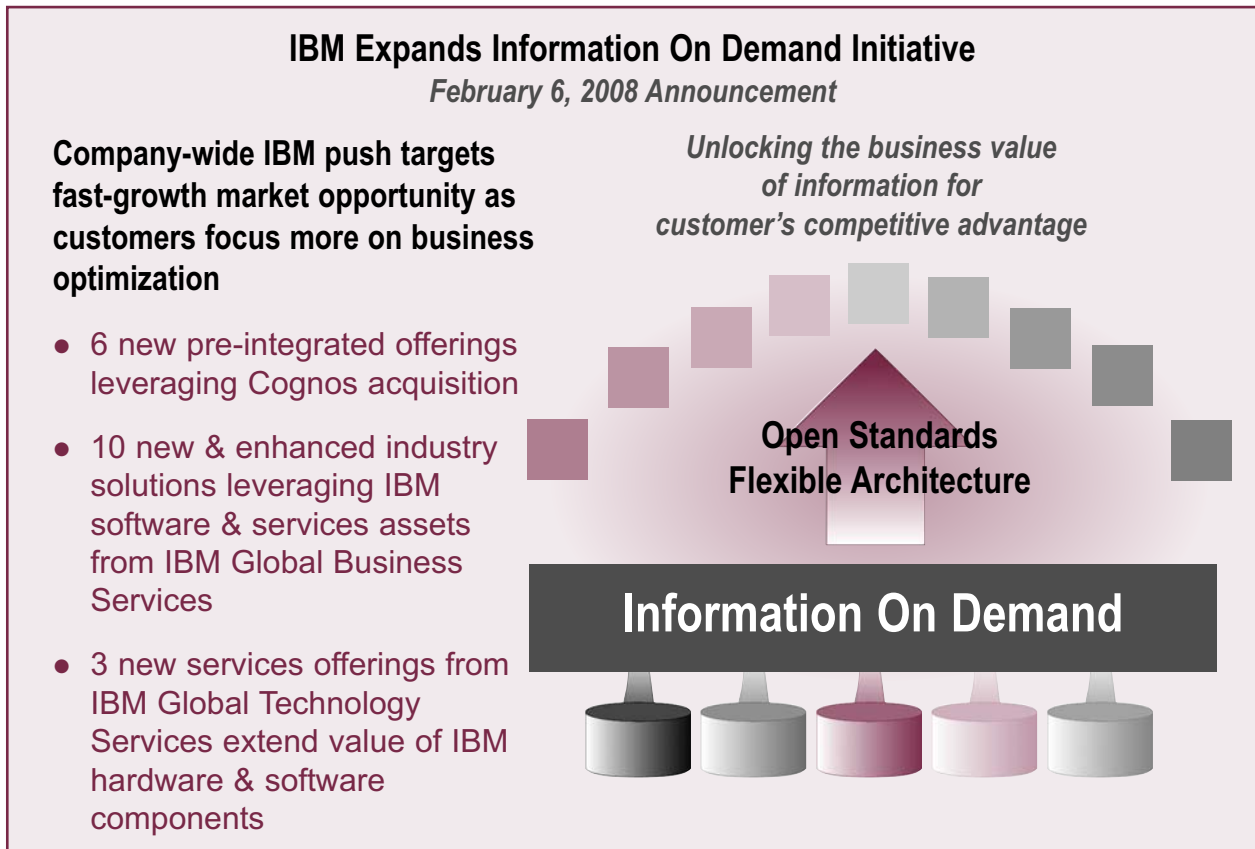 IBM Expands Information On Demand Initiative
February 6, 2008 Announcement
Company-wide IBM push targets
fast-growth market opportunity as
customers focus more on business
optimization
● 6 new pre-integrated offerings
leveraging Cognos acquisition
● 10 new & enhanced industry
solutions leveraging IBM
software & services assets
from IBM Global Business
Services
● 3 new services offerings from
IBM Global Technology
Services extend value of IBM
hardware & software
components
Unlocking the business value
of information for
customer’s competitive advantage
Open Standards
Flexible Architecture
Information On Demand